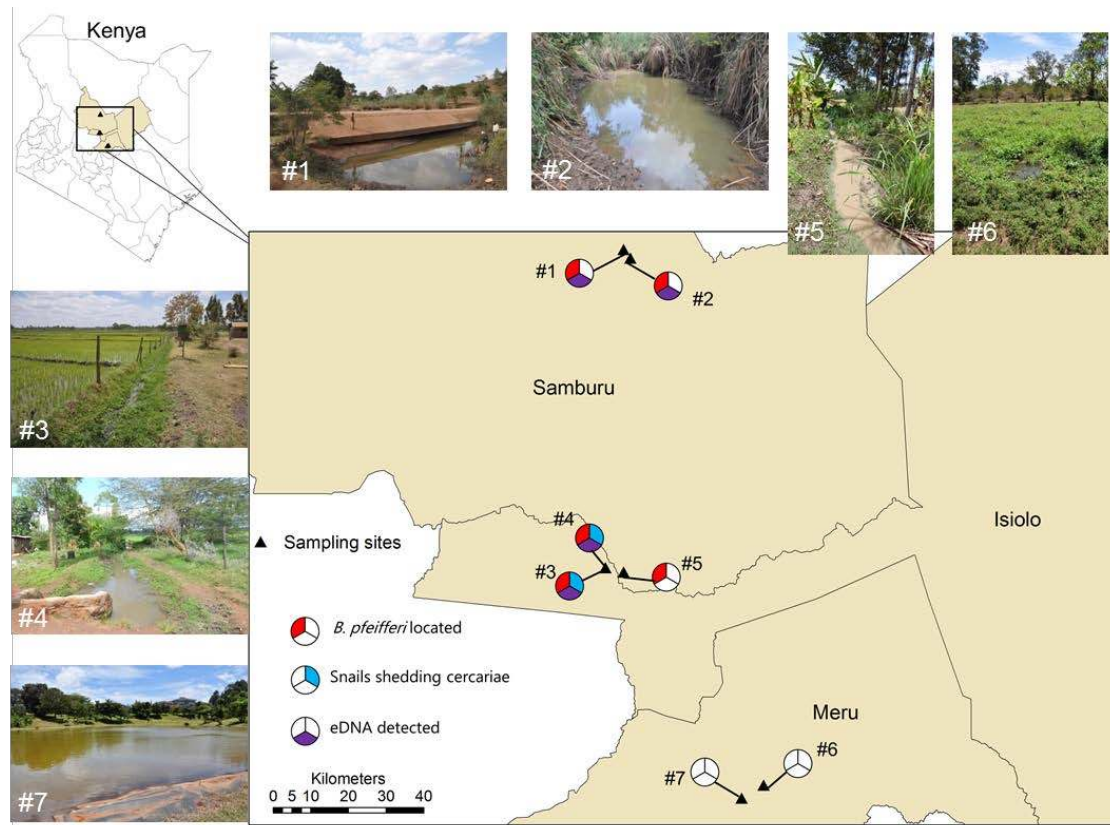 Kenya
#1
#2
#5
#6
#3
#4
#7
#1
#2
Samburu
Isiolo
#4
#3
#5
Meru
#7
#6
Sampling sites
B. pfeifferi located
Snails shedding cercariae
eDNA detected
Kilometers
0 5 10 20 30 40